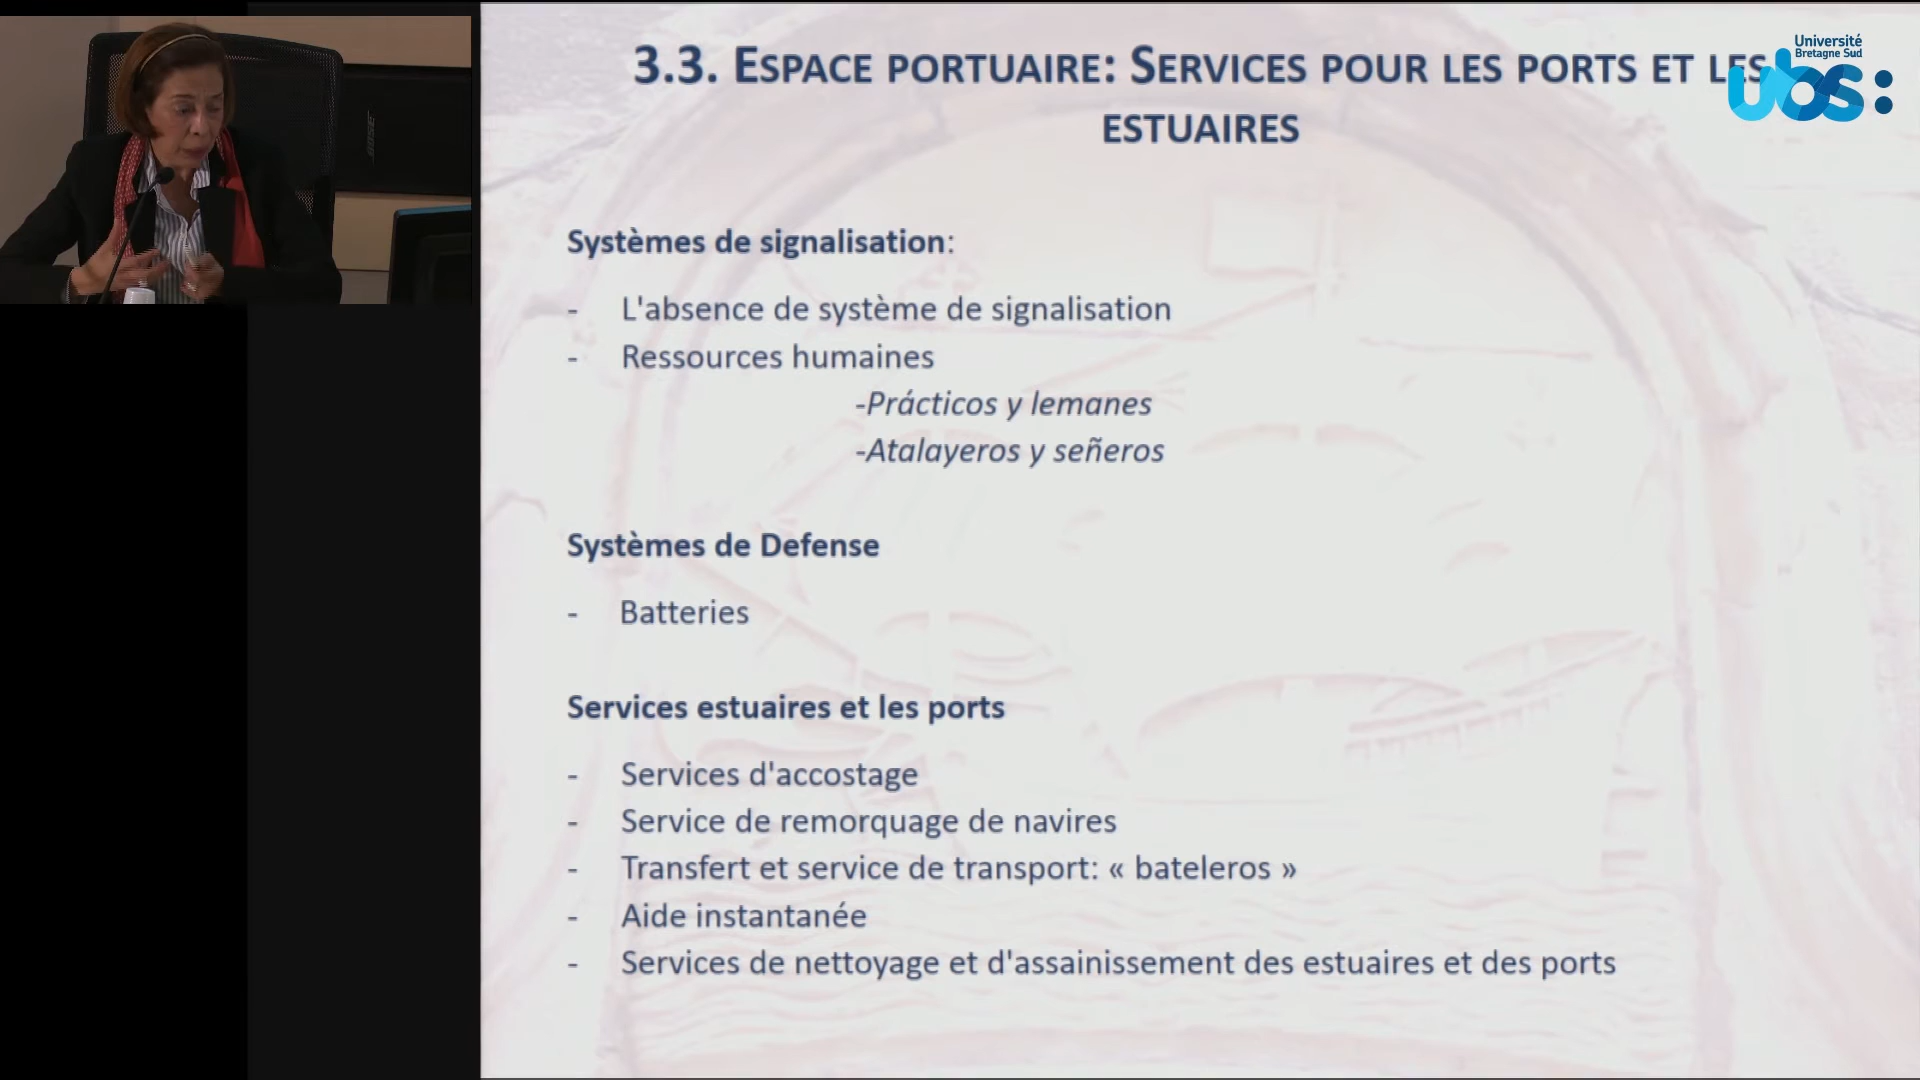 3.3. ESPACE PORTUAIRE: SERVICES POUR LES PORTS ET LES
ESTUAIRES
Université
Bretagne Sud
ubs:
Systèmes de signalisation:
- L'absence de système de signalisation
- Ressources humaines
-Prácticos y lemanes
-Atalayeros y señeros
Systèmes de Defense
- Batteries
Services estuaires et les ports
- Services d'accostage
- Service de remorquage de navires
- Transfert et service de transport: « bateleros »
- Aide instantanée
- Services de nettoyage et d'assainissement des estuaires et des ports